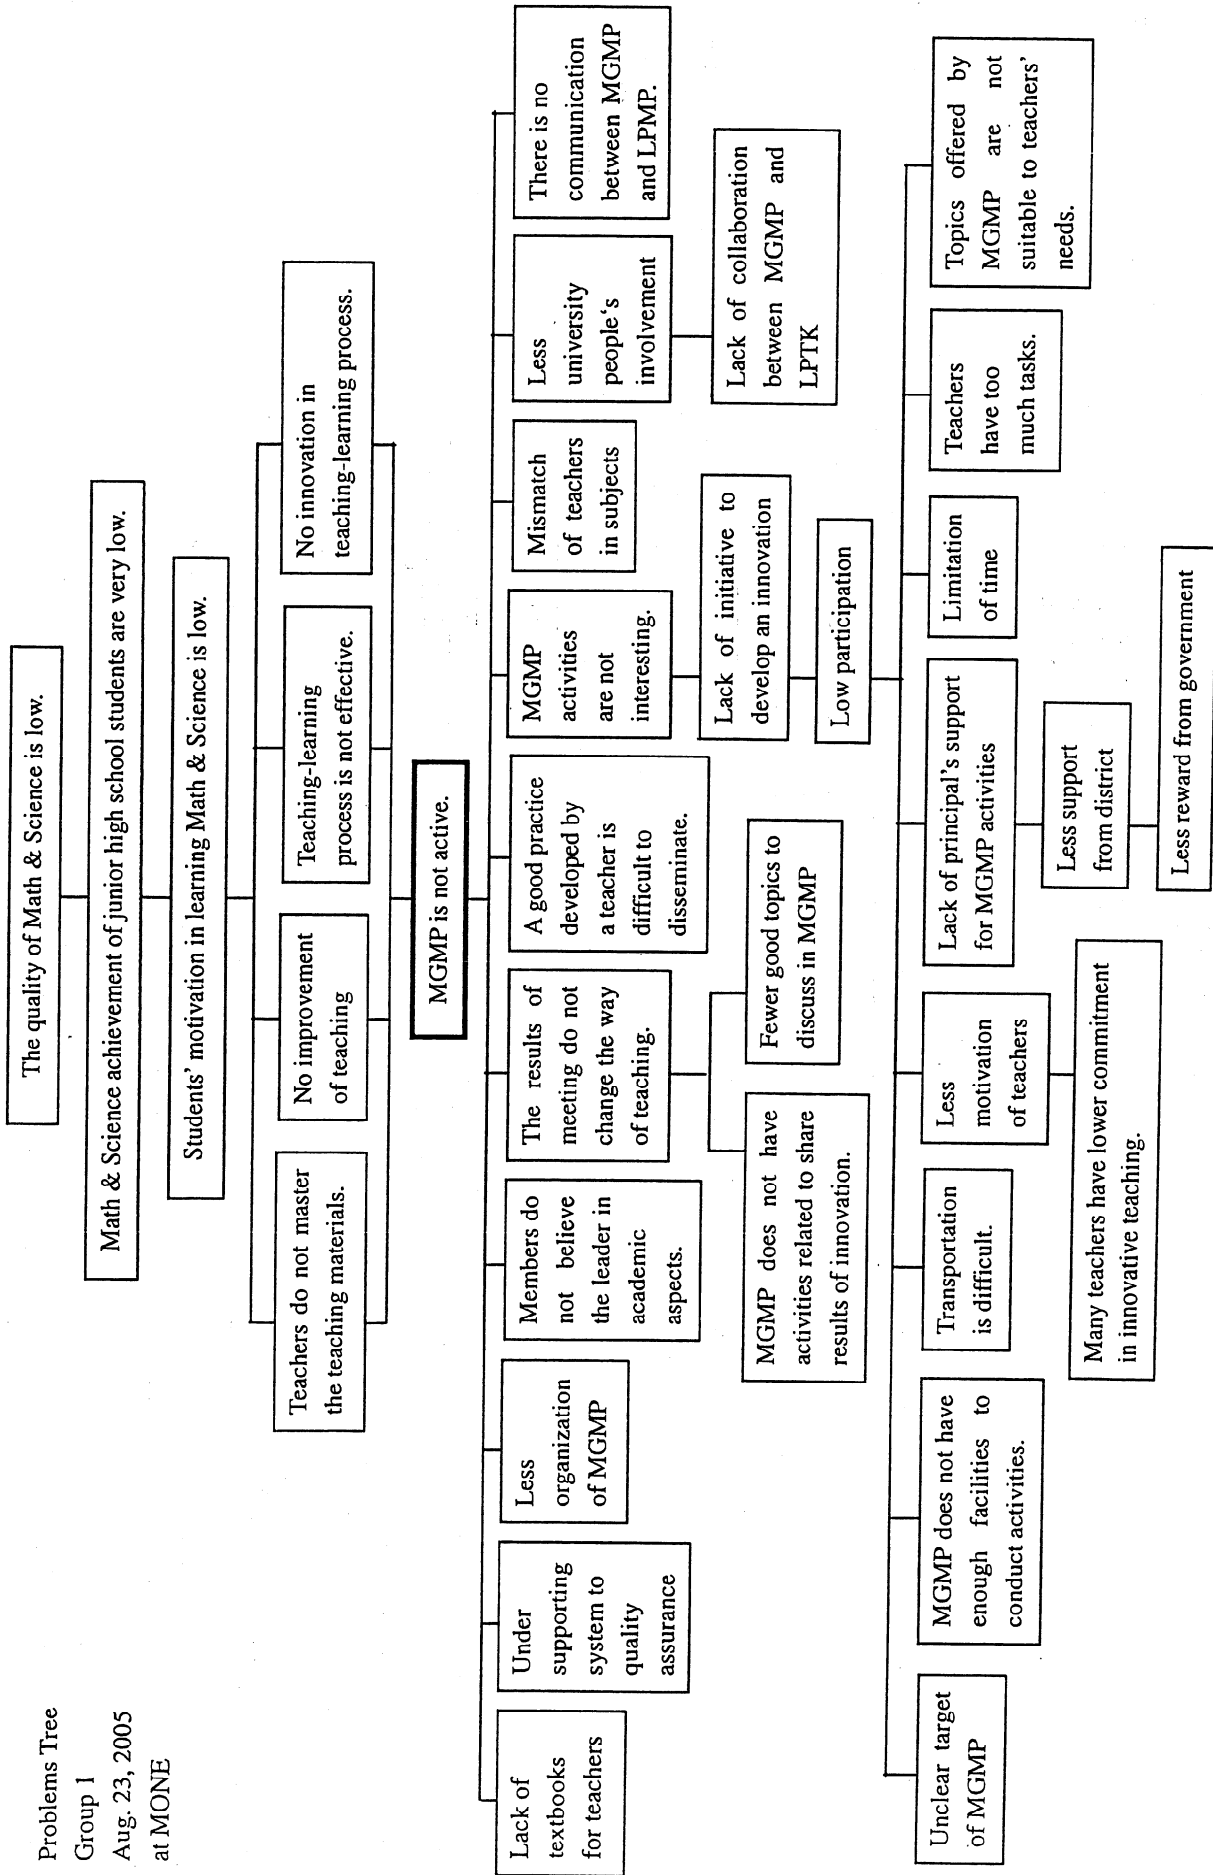 Problems Tree
Group 1
Aug. 23, 2005
at MONE
The quality of Math & Science is low.
Math & Science achievement of junior high school students are very low.
Students' motivation in learning Math & Science is low.
Teachers do not master
the teaching materials.
No improvement
of teaching
Teaching-learning
process is not effective.
No innovation in
teaching-learning process.
MGMP is not active.
Lack of
textbooks
for teachers
Under
supporting
system to
quality
assurance
Less
organization
of MGMP
Members do
not believe
the leader in
academic
aspects.
The results of
meeting do not
change the way
of teaching.
A good practice
developed by
a teacher is
difficult to
disseminate.
MGMP
activities
are not
interesting.
Mismatch
of teachers
in subjects
Less
university
people's
involvement
There is no
communication
between MGMP
and LPMP.
MGMP does not have
activities related to share
results of innovation.
Fewer good topics to
discuss in MGMP
Lack of initiative to
develop an innovation
Lack of collaboration
between MGMP and
LPTK
Low participation
Unclear target
of MGMP
MGMP does not have
enough facilities to
conduct activities.
Transportation
is difficult.
Less
motivation
of teachers
Lack of principal's support
for MGMP activities
Limitation
of time
Teachers
have too
much tasks.
Topics offered by
MGMP are not
suitable to teachers'
needs.
Many teachers have lower commitment
in innovative teaching.
Less support
from district
Less reward from government